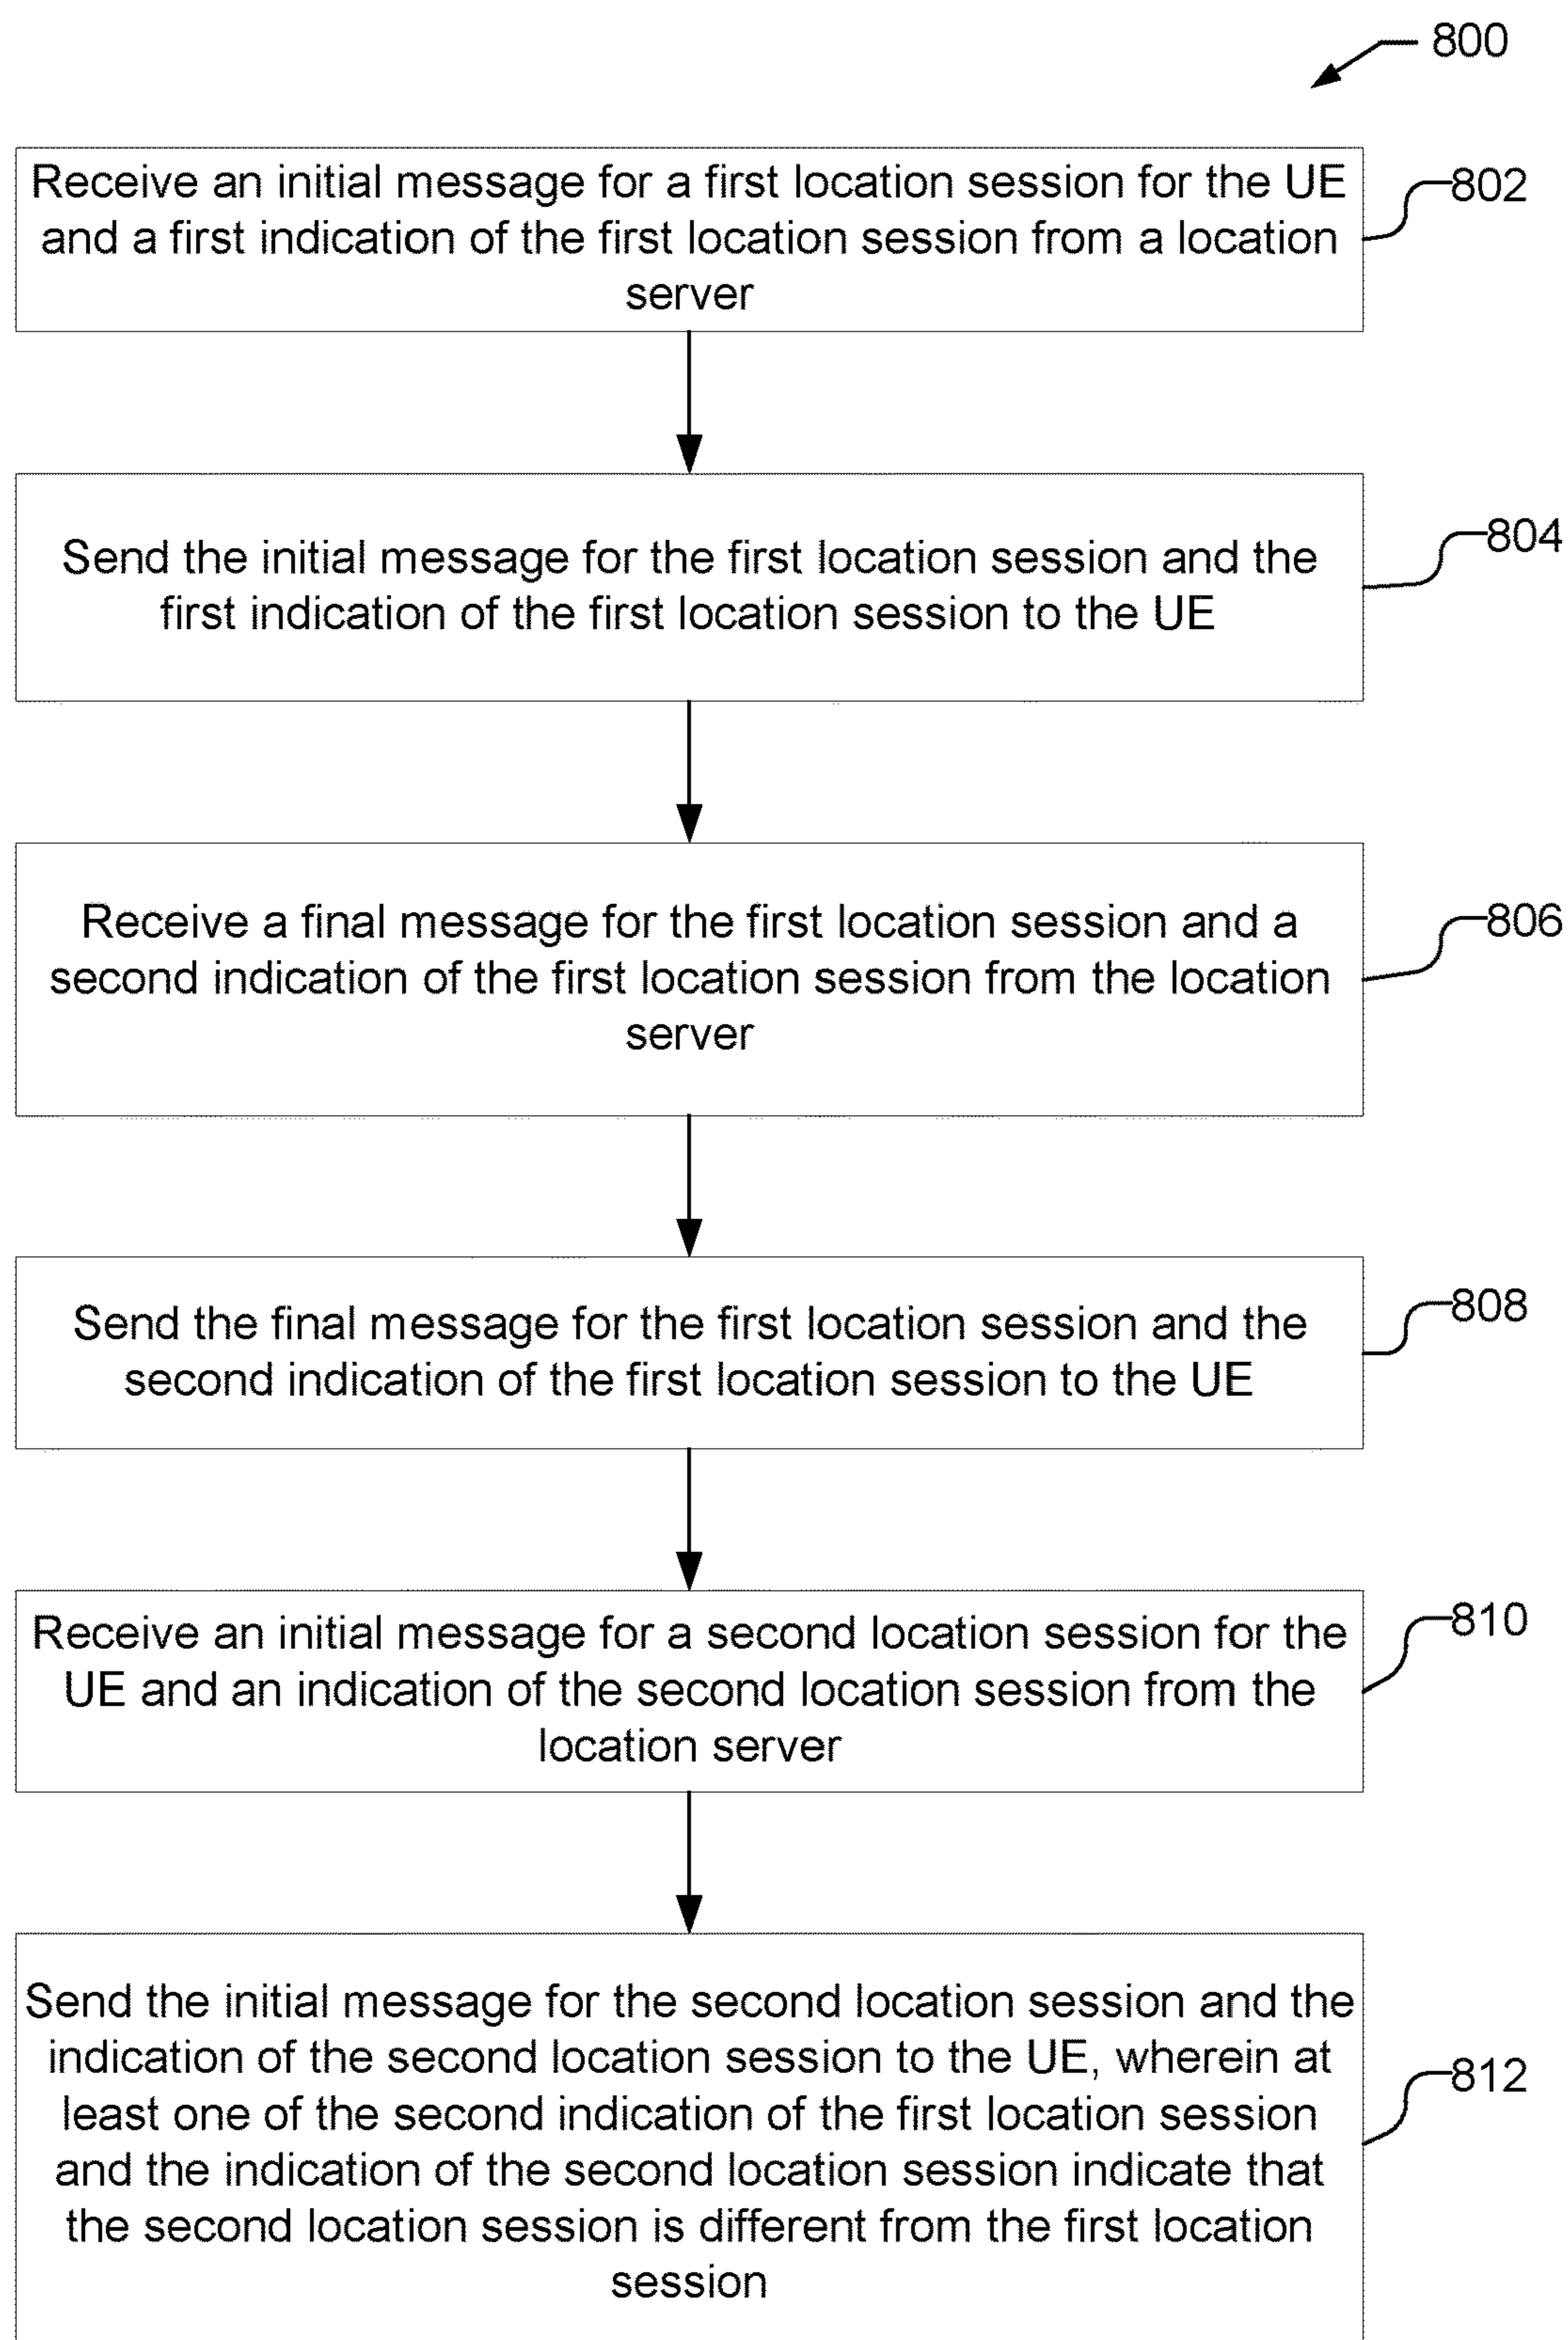 800
Receive an initial message for a first location session for the UE
and a first indication of the first location session from a location
server
802
Send the initial message for the first location session and the
first indication of the first location session to the UE
804
Receive a final message for the first location session and a
second indication of the first location session from the location
server
806
Send the final message for the first location session and the
second indication of the first location session to the UE
808
Receive an initial message for a second location session for the
UE and an indication of the second location session from the
location server
810
Send the initial message for the second location session and the
indication of the second location session to the UE, wherein at
least one of the second indication of the first location session
and the indication of the second location session indicate that
the second location session is different from the first location
session
812